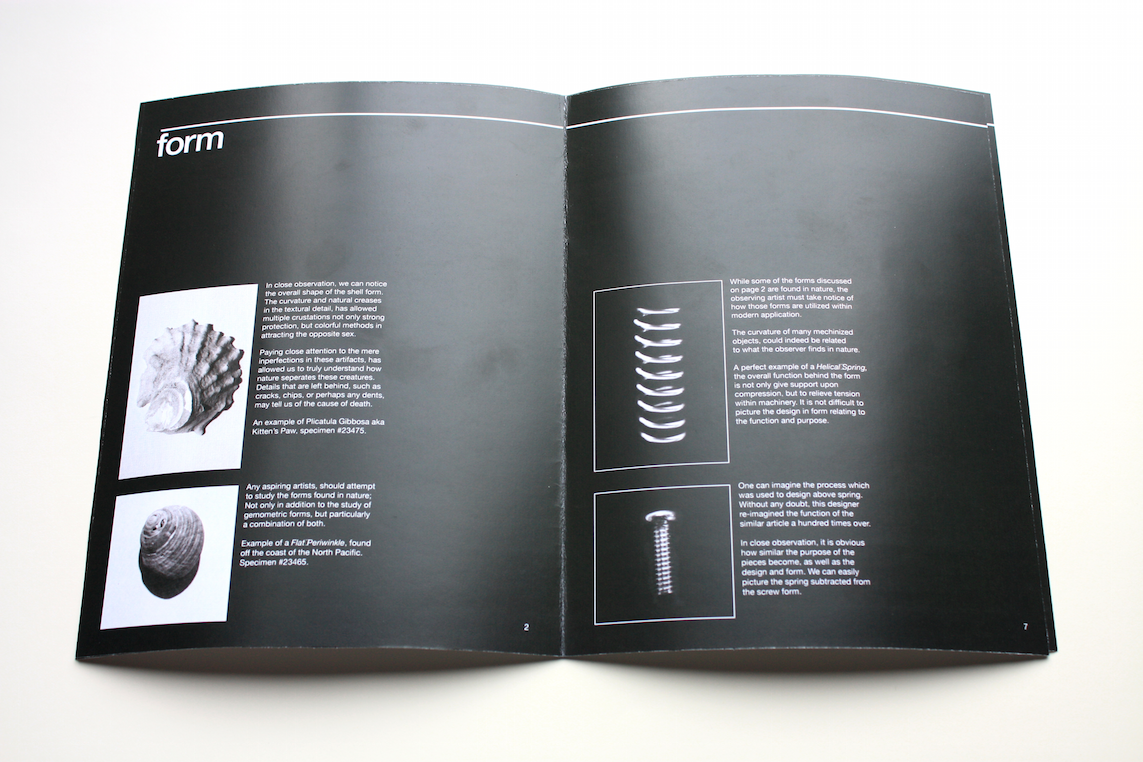 form
In close observation, we can notice
the overall shape of the shell form.
The curvature and natural creases
in the textural detail, has allowed
multiple crustations not only strong
protection, but colorful methods in
attracting the opposite sex.
Paying close attention to the mere
inperfections in these artifacts, has
allowed us to truly understand how
nature seperates these creatures.
Details that are left behind, such as
cracks, chips, or perhaps any dents,
may tell us of the cause of death.
An example of Plicatula Gibbosa aka
Kitten's Paw, specimen #23475.
Any aspiring artists, should attempt
to study the forms found in nature;
Not only in addition to the study of
gemometric forms, but particularly
a combination of both.
Example of a Flat Periwinkle, found
off the coast of the North Pacific.
Specimen #23465.
2
While some of the forms discussed
on page 2 are found in nature, the
observing artist must take notice of
how those forms are utilized within
modern application.
The curvature of many mechinized
objects, could indeed be related
to what the observer finds in nature.
A perfect example of a Helical Spring,
the overall function behind the form
is not only give support upon
compression, but to relieve tension
within machinery. It is not difficult to
picture the design in form relating to
the function and purpose.
One can imagine the process which
was used to design above spring.
Without any doubt, this designer
re-imagined the function of the
similar article a hundred times over.
In close observation, it is obvious
how similar the purpose of the
pieces become, as well as the
design and form. We can easily
picture the spring subtracted from
the screw form.
7